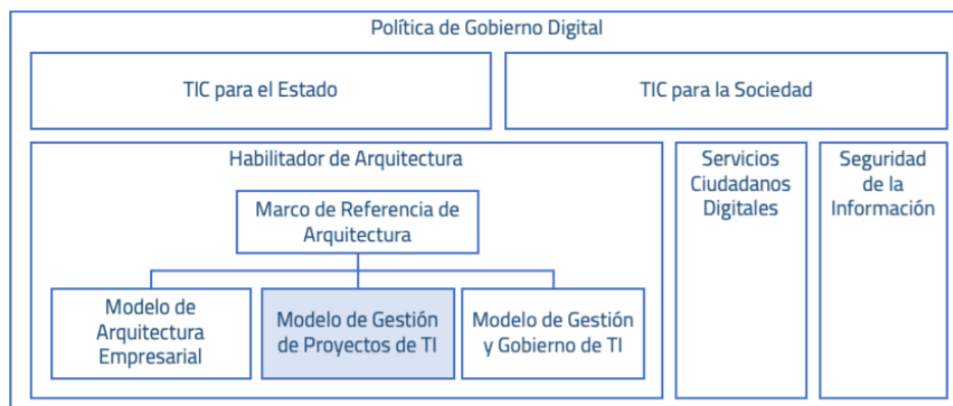 Política de Gobierno Digital
TIC para el Estado
TIC para la Sociedad
Habilitador de Arquitectura
Marco de Referencia de
Arquitectura
Modelo de
Arquitectura
Empresarial
Modelo de Gestión
de Proyectos de TI
Modelo de Gestión
y Gobierno de TI
Servicios
Ciudadanos
Digitales
Seguridad
de la
Información